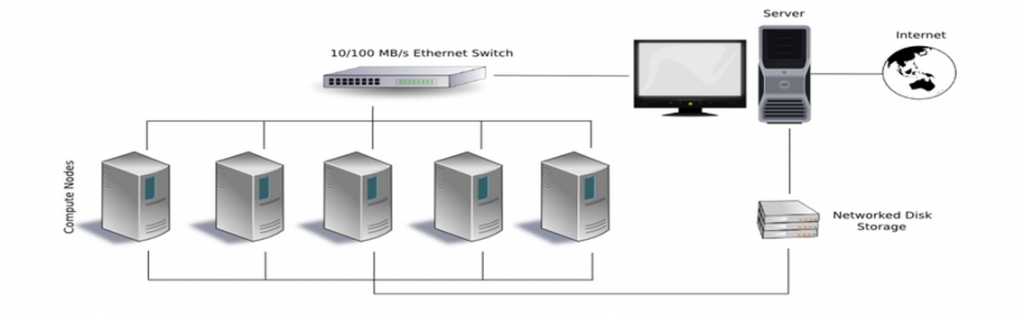 Server
Internet
10/100 MB/s Ethernet Switch
Compute Nodes
Networked Disk
Storage